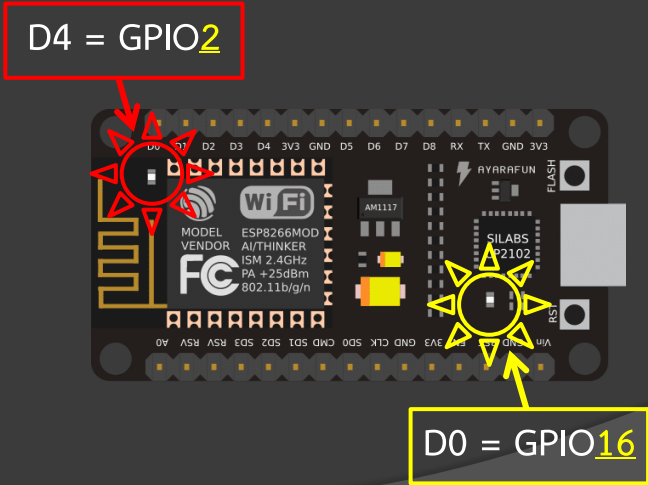 D4 = GPIO2
D0 D1 D2 D3 D4 3V3 GND D5 D6 D7 D8 RX TX GND 3V3
AYARAFUN
FLASH
WiFi
AM1117
MODEL
VENDOR
ESP8266MOD
AI/THINKER
ISM 2.4GHz
PA +25dBm
802.11b/g/n
FC
SILABS
CP2102
RST
A0 RSV RSV SD3 SD2 SD1 CMD SD0 CLK GND 3V3 EN RST GND Vin
D0 = GPIO16